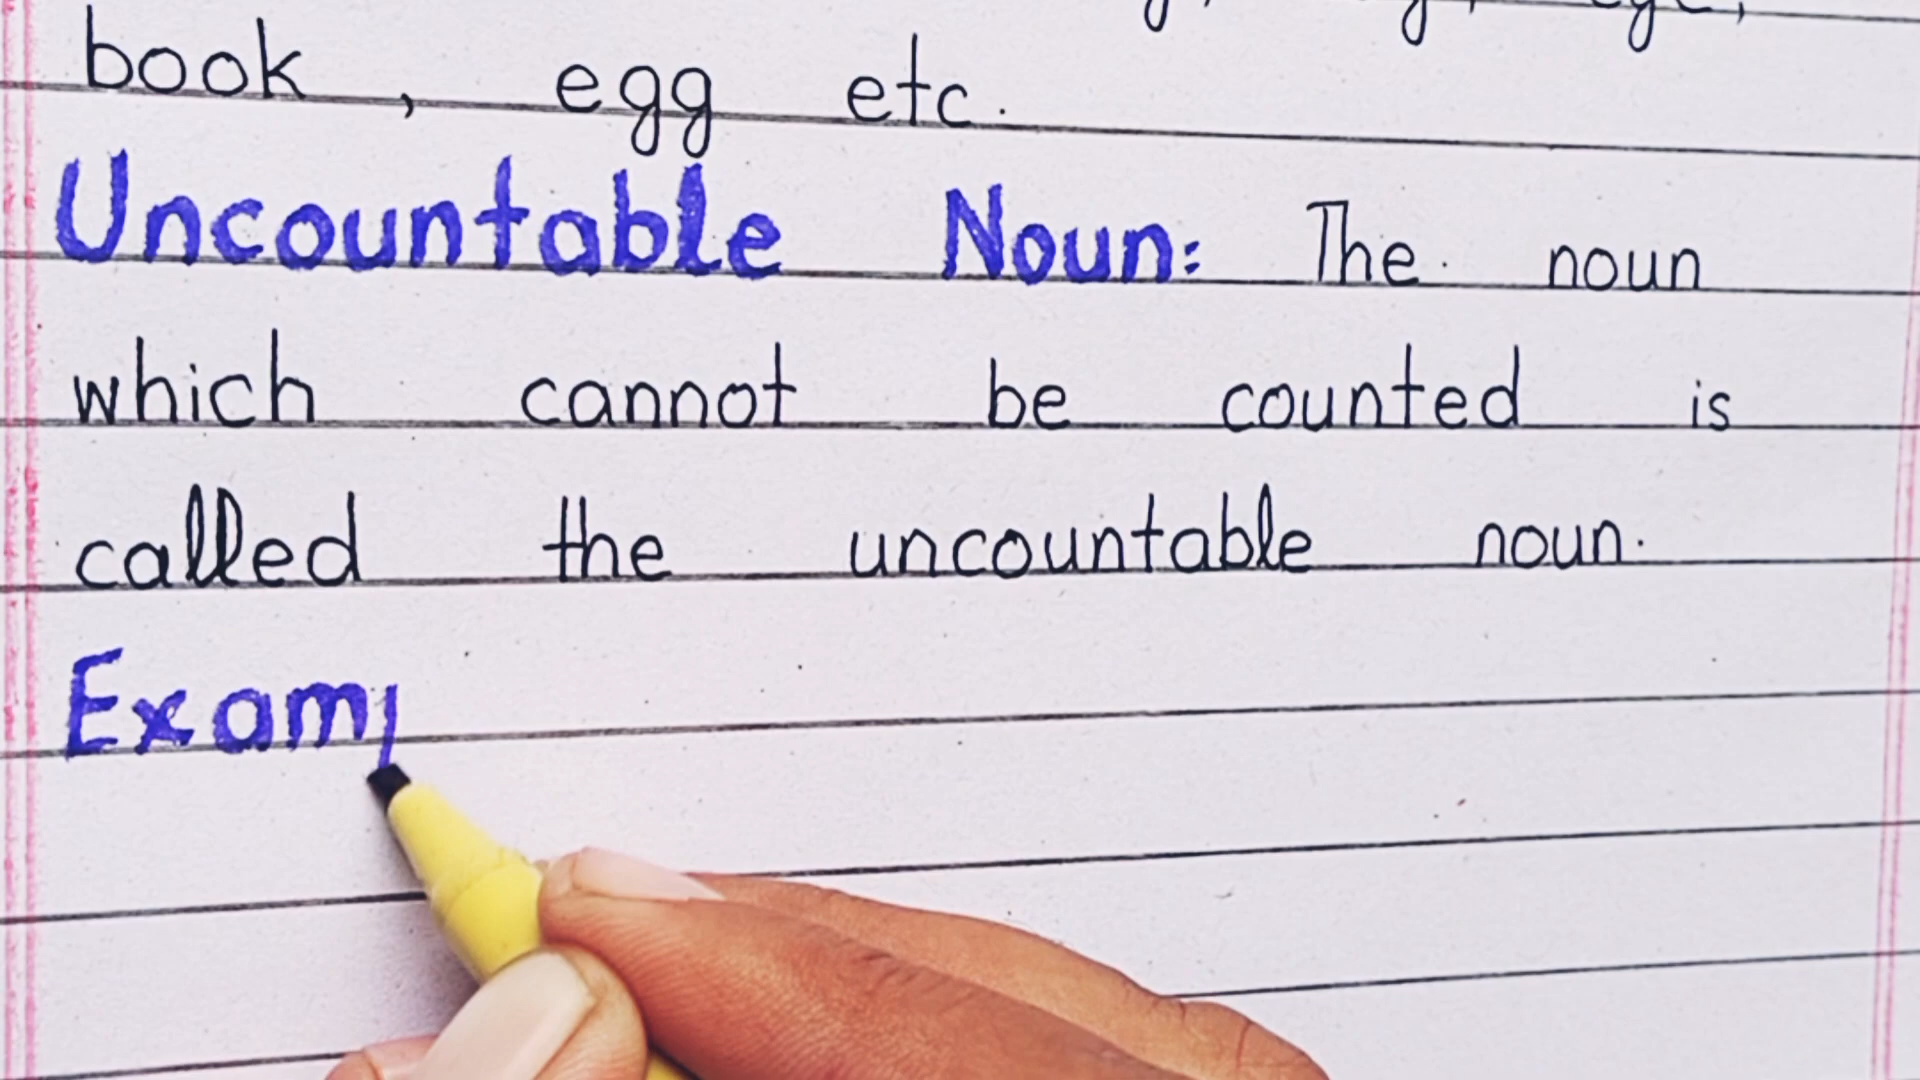 book , egg etc.
Uncountable Noun: The noun
which cannot be counted is
called the uncountable noun.
Exam